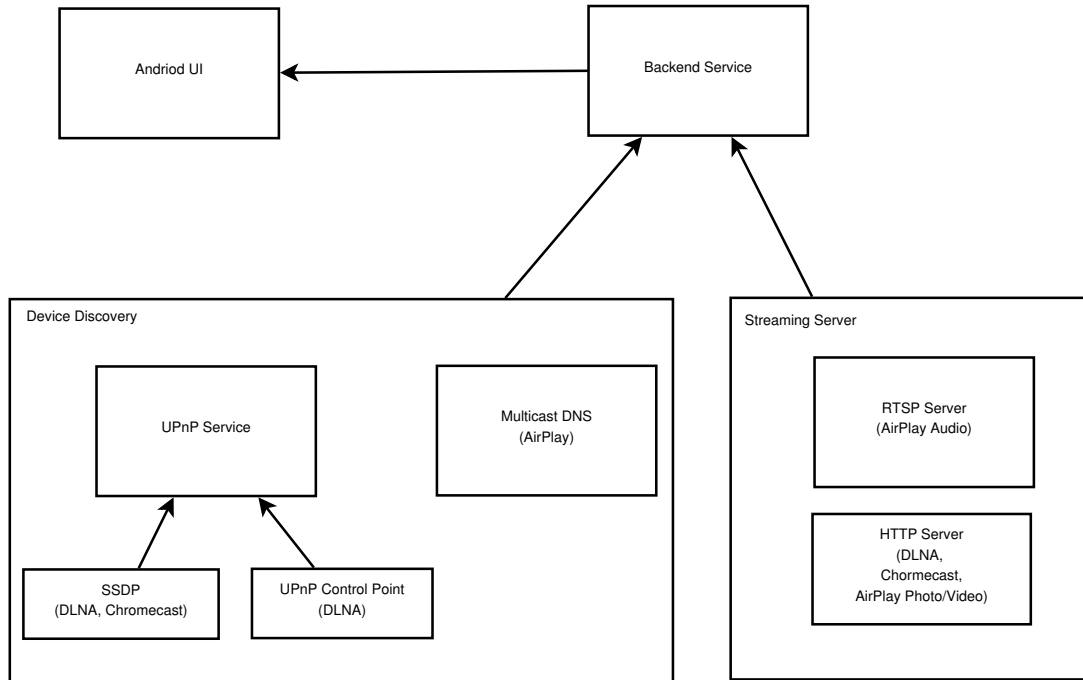 Andriod UI
Backend Service
Device Discovery
UPnP Service
Multicast DNS
(AirPlay)
SSDP
(DLNA, Chromecast)
UPnP Control Point
(DLNA)
Streaming Server
RTSP Server
(AirPlay Audio)
HTTP Server
(DLNA,
Chormecast,
AirPlay Photo/Video)